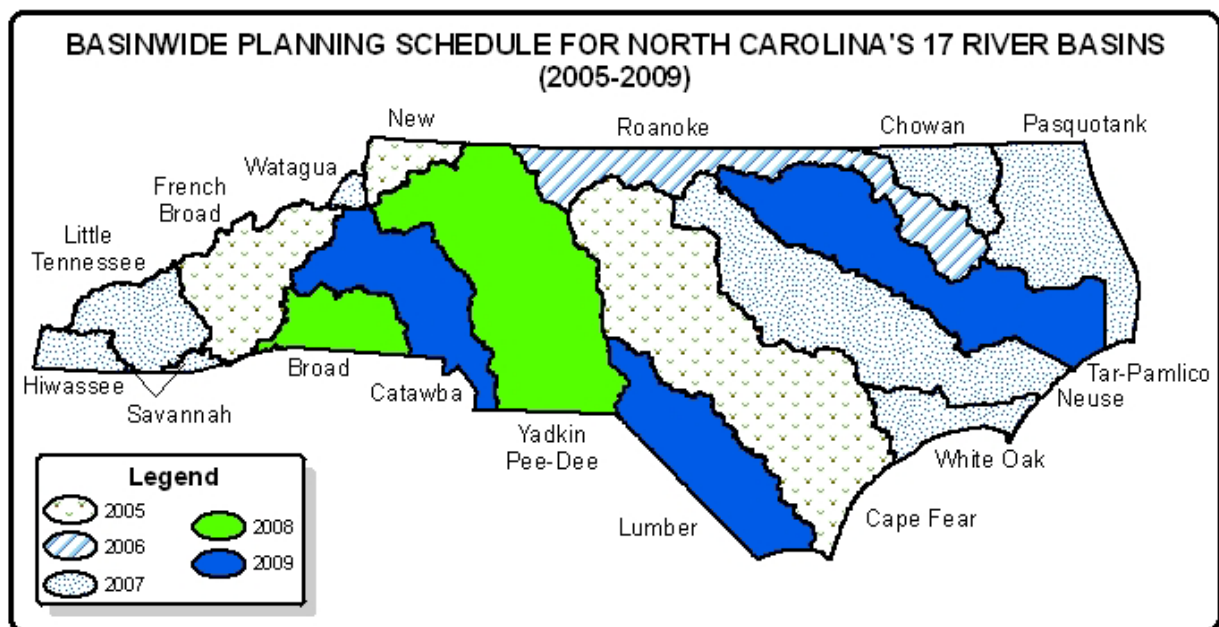 BASINWIDE PLANNING SCHEDULE FOR NORTH CAROLINA'S 17 RIVER BASINS
(2005-2009)
New
Roanoke
Chowan
Pasquotank
Watagua
French
Broad
Little
Tennessee
Hiwassee
Savannah
Broad
Catawba
Yadkin
Pee-Dee
Lumber
Cape Fear
White Oak
Neuse
Tar-Pamlico
Legend
2005
2006
2007
2008
2009